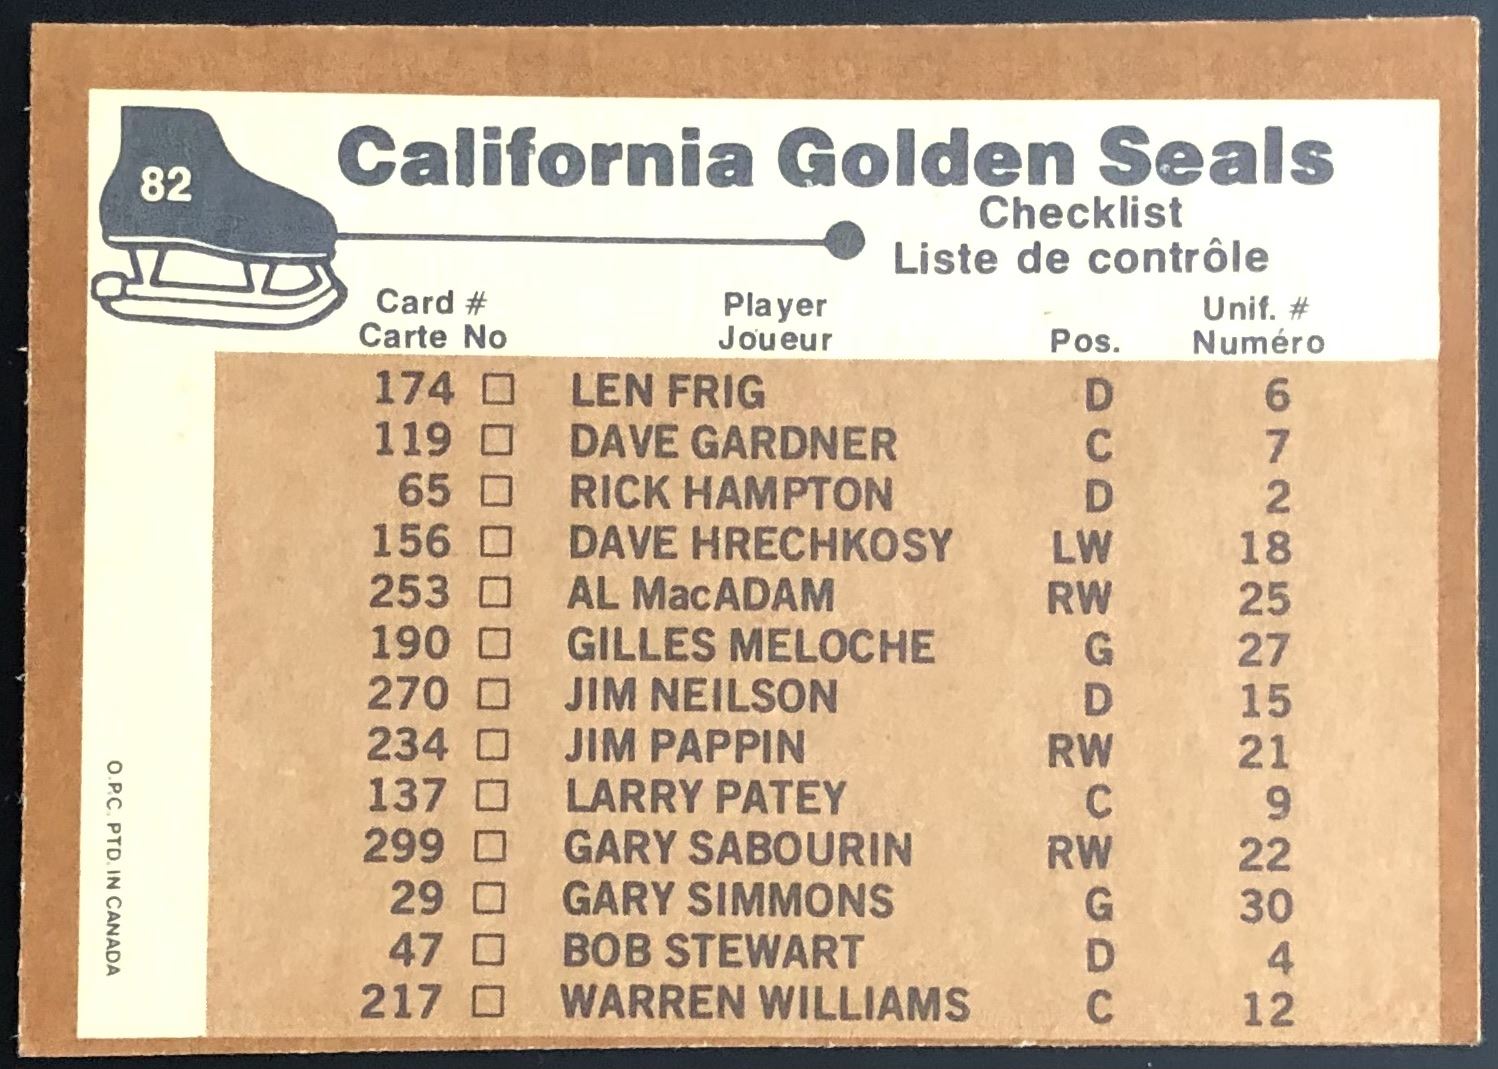 82
California Golden Seals
Checklist
Liste de contrôle
Card # Player Unif. #
Carte No Joueur Pos. Numéro
174 □ LEN FRIG D 6
119 □ DAVE GARDNER C 7
65 □ RICK HAMPTON D 2
156 □ DAVE HRECHKOSY LW 18
253 □ AL MacADAM RW 25
190 □ GILLES MELOCHE G 27
270 □ JIM NEILSON D 15
234 □ JIM PAPPIN RW 21
137 □ LARRY PATEY C 9
299 □ GARY SABOURIN RW 22
29 □ GARY SIMMONS G 30
47 □ BOB STEWART D 4
217 □ WARREN WILLIAMS C 12
O.P.C. PTD. IN CANADA